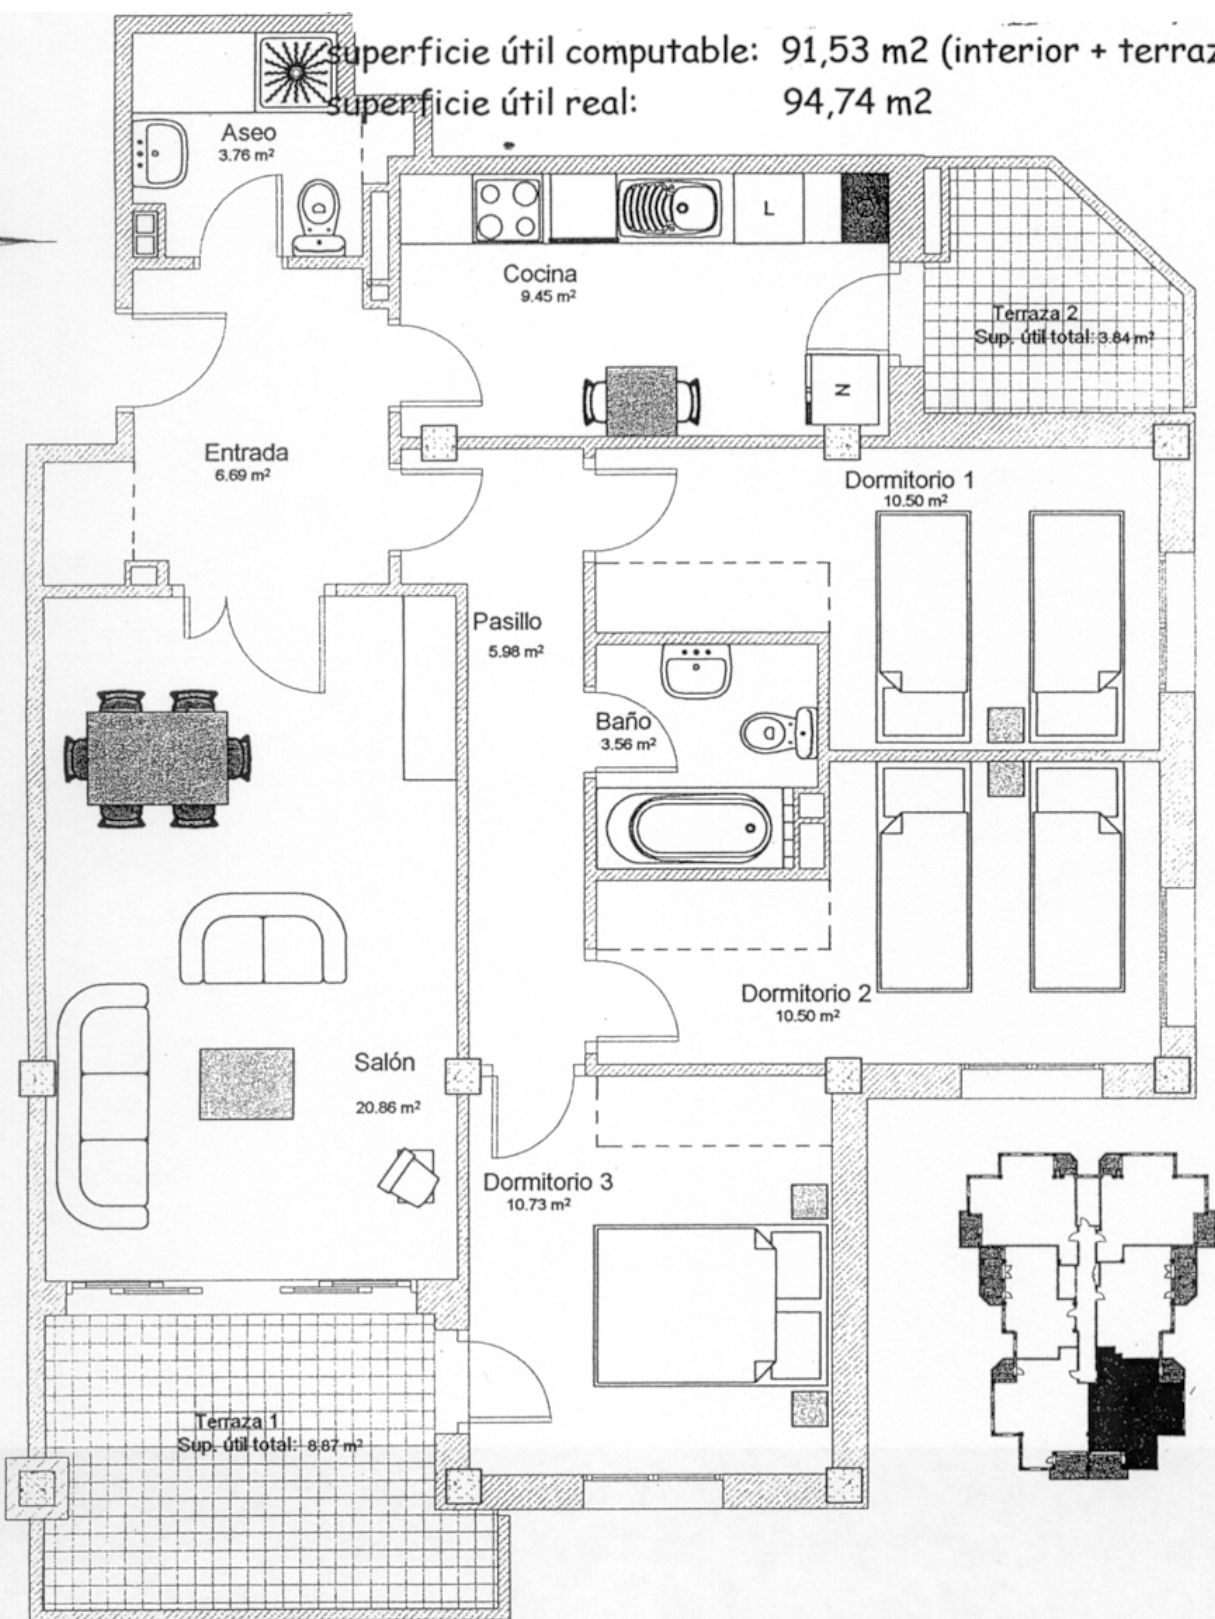 superficie útil computable: 91,53 m2 (interior + terraz
superficie útil real: 94,74 m2
Aseo
3.76 m²
L
Cocina
9.45 m²
Terraza 2
Sup. útil total: 3.84 m²
N
Entrada
6.69 m²
Dormitorio 1
10.50 m²
Pasillo
5.98 m²
Baño
3.56 m²
Dormitorio 2
10.50 m²
Salón
20.86 m²
Dormitorio 3
10.73 m²
Terraza 1
Sup. útil total: 8.87 m²